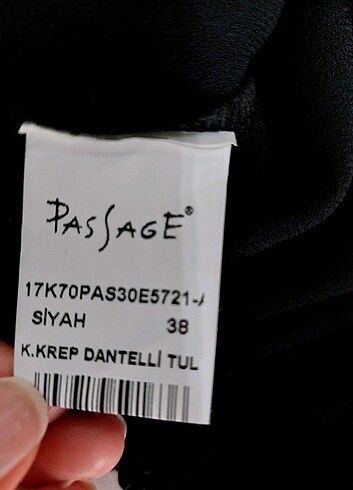 PASSAGE®
17K70PAS30E5721-
SİYAH 38
K.KREP DANTELLİ TUL